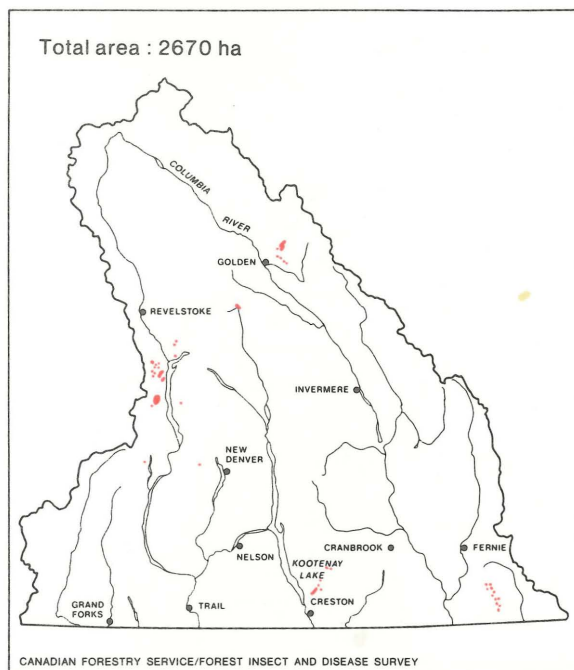 Total area : 2670 ha
COLUMBIA
RIVER
GOLDEN
REVELSTOKE
INVERMERE
NEW
DENVER
NELSON
CRANBROOK
FERNIE
KOOTENAY
LAKE
GRAND
FORKS
TRAIL
CRESTON
CANADIAN FORESTRY SERVICE/FOREST INSECT AND DISEASE SURVEY